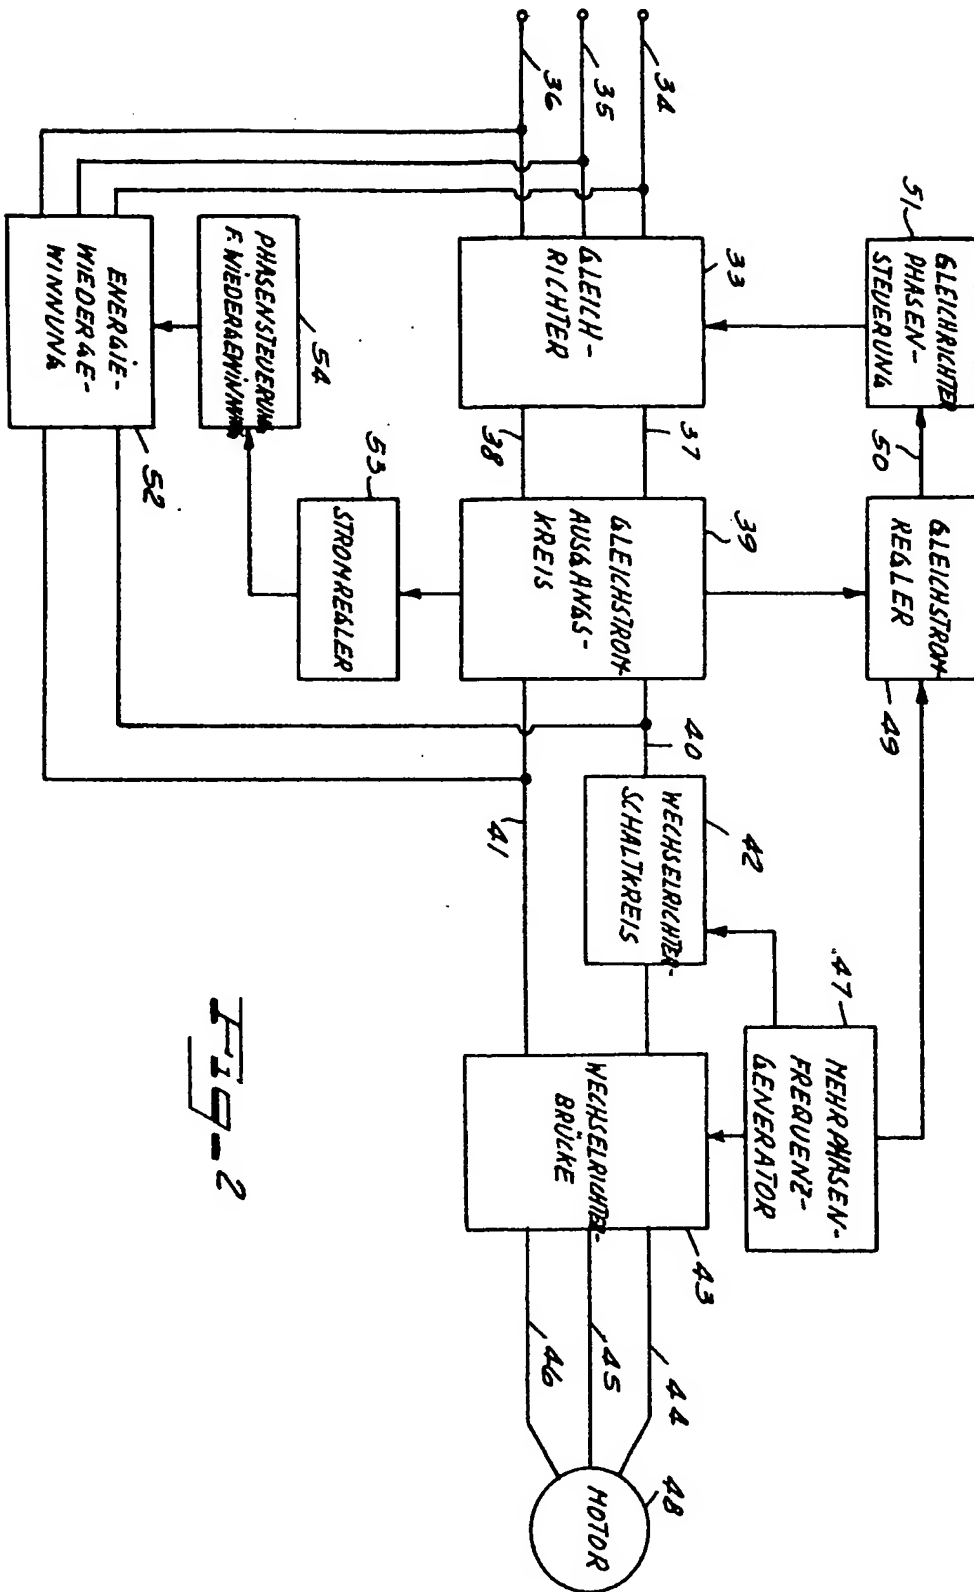 51
GLEICHRICHTER
PHASEN-
STEUERUNG
50
GLEICHSTROM-
REGLER
49
47
MEHRPHASEN-
FREQUENZ-
GENERATOR
34
35
36
33
GLEICH-
RICHTER
37
38
39
GLEICHSTROM-
AUSGANGS-
KREIS
40
41
42
WECHSELRICHTER-
SCHALTKREIS
WECHSELRICHTER-
BRÜCKE
43
44
45
46
48
MOTOR
54
PHASENSTEUERUNG
F. WIEDERGEWINNUNG
53
STROMREGLER
ENERGIE-
WIEDERGE-
WINNUNG
52
Fig_2